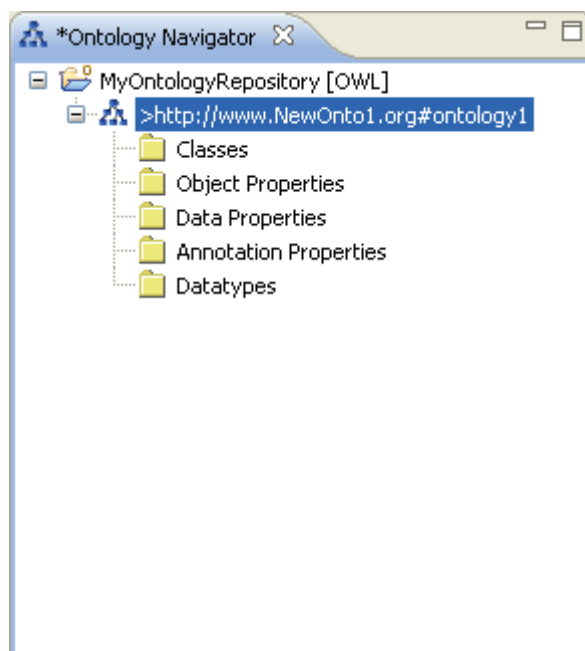 *Ontology Navigator
MyOntologyRepository [OWL]
>http://www.NewOnto1.org#ontology1
Classes
Object Properties
Data Properties
Annotation Properties
Datatypes